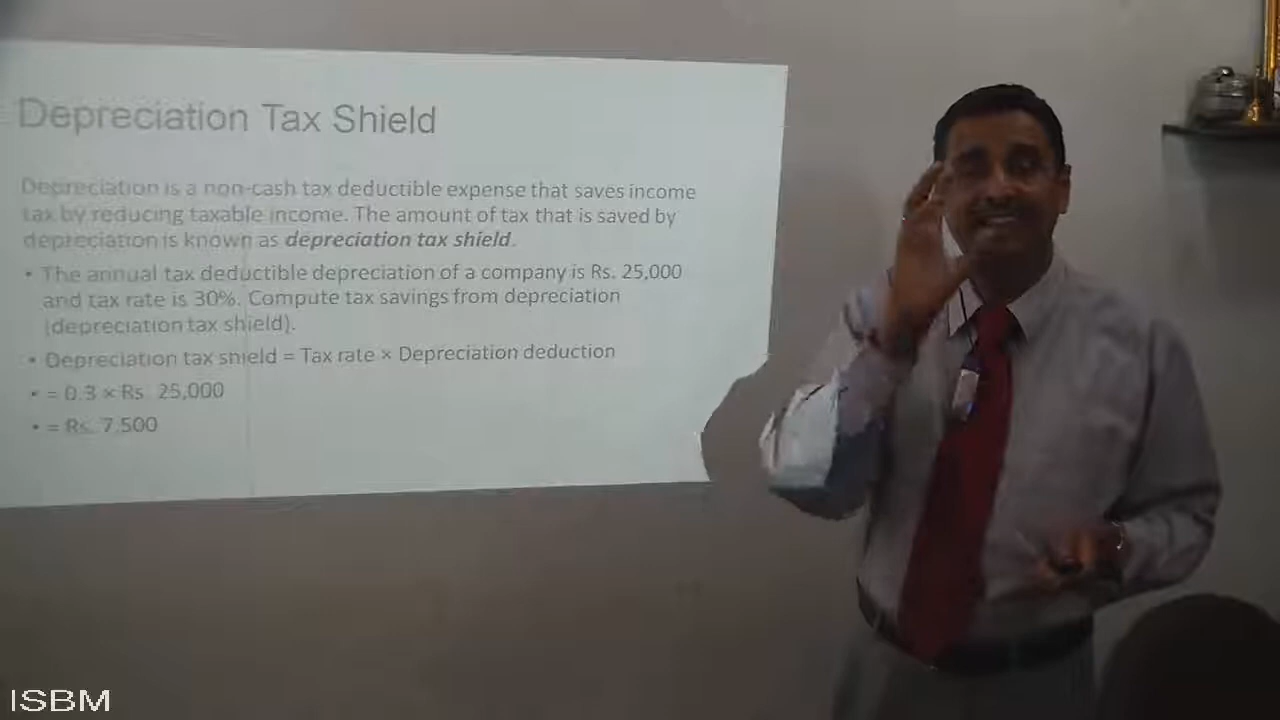 Depreciation Tax Shield
Depreciation is a non-cash tax deductible expense that saves income
tax by reducing taxable income. The amount of tax that is saved by
depreciation is known as depreciation tax shield.
• The annual tax deductible depreciation of a company is Rs. 25,000
and tax rate is 30%. Compute tax savings from depreciation
(depreciation tax shield).
• Depreciation tax shield = Tax rate × Depreciation deduction
• = 0.3 × Rs. 25,000
• = Rs. 7,500
ISBM